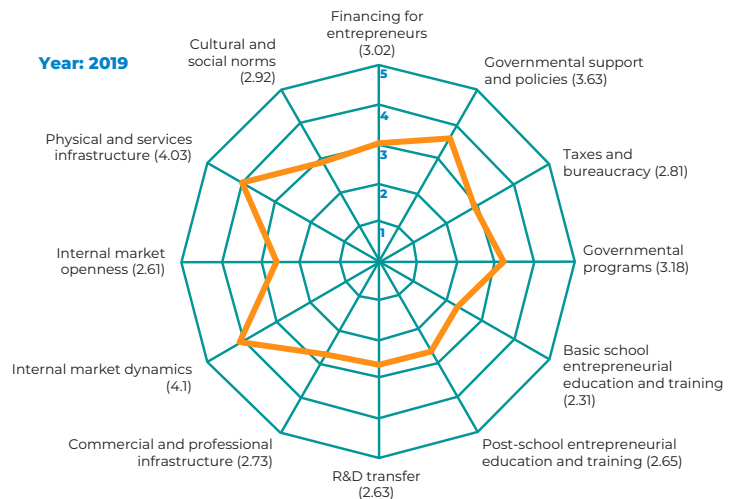 Year: 2019
Financing for
entrepreneurs
(3.02)
Governmental support
and policies (3.63)
Taxes and
bureaucracy (2.81)
Governmental
programs (3.18)
Basic school
entrepreneurial
education and training
(2.31)
Post-school entrepreneurial
education and training (2.65)
R&D transfer
(2.63)
Commercial and professional
infrastructure (2.73)
Internal market dynamics
(4.1)
Internal market
openness (2.61)
Physical and services
infrastructure (4.03)
Cultural and
social norms
(2.92)
5
4
3
2
1